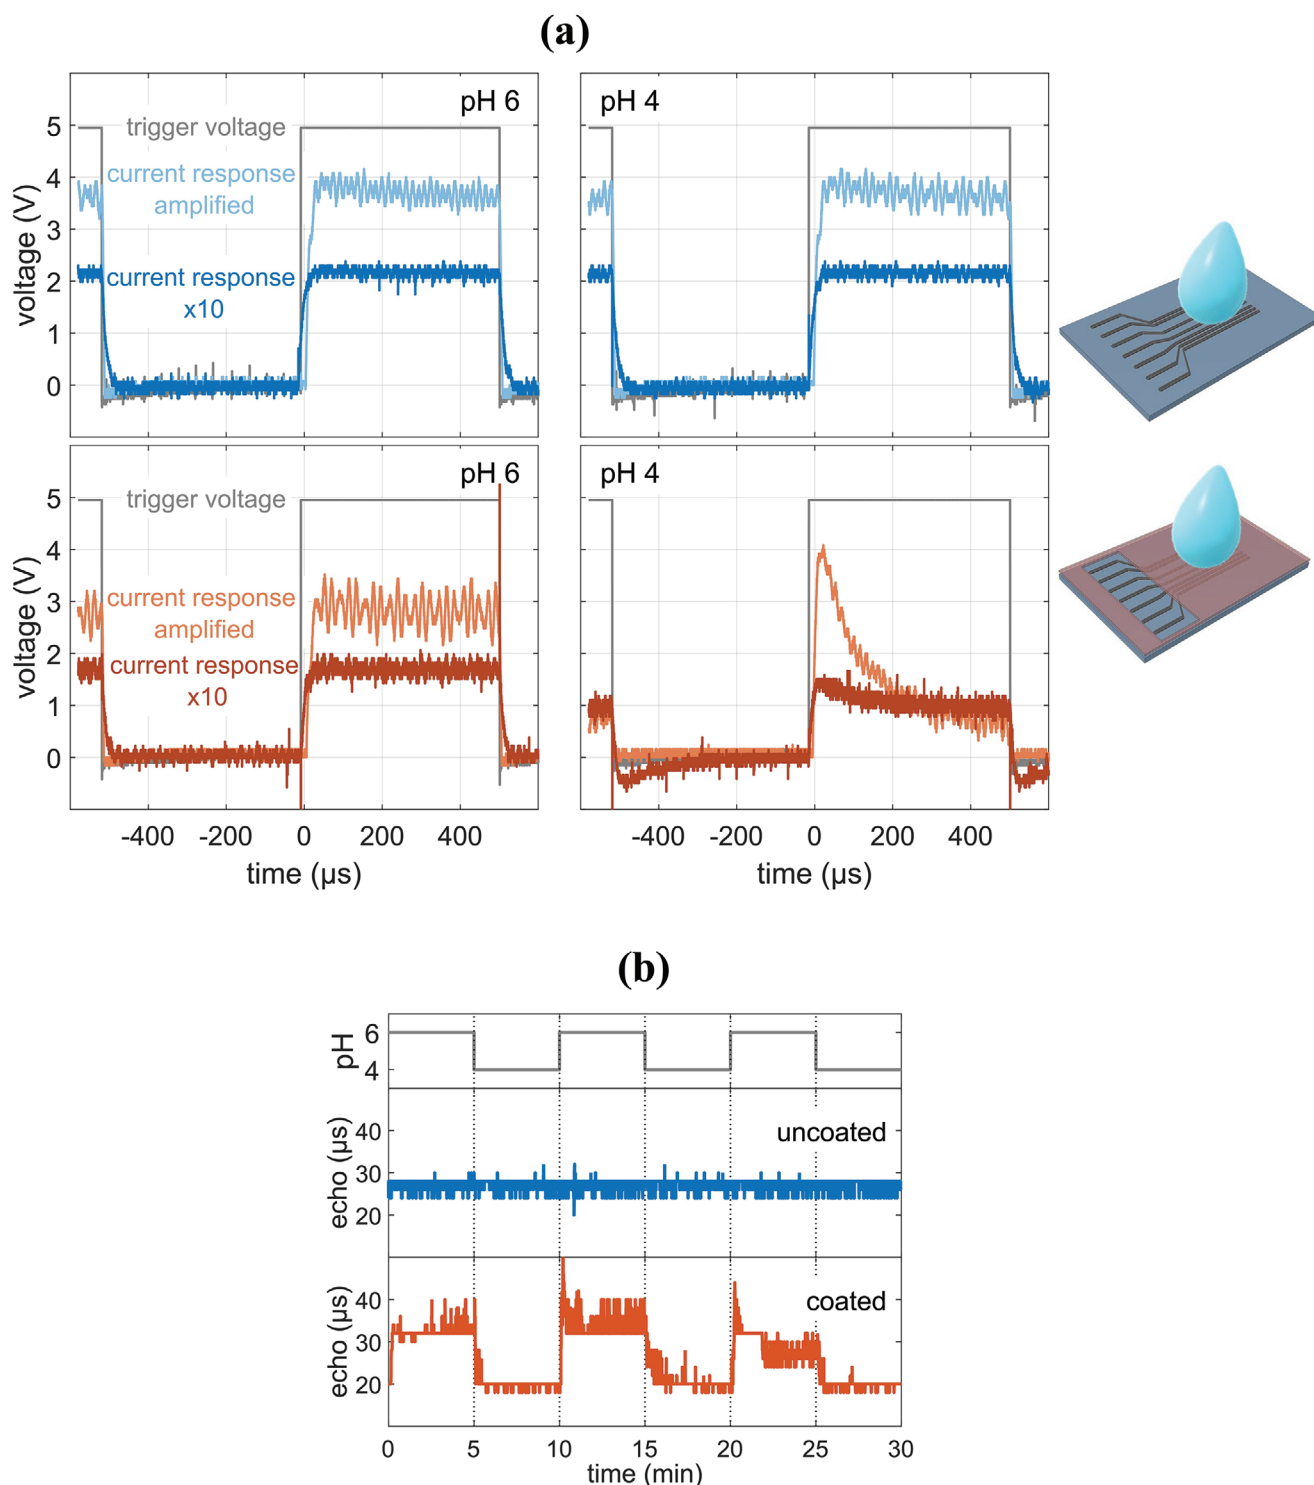 (a)
pH 6
pH 4
trigger voltage
current response
amplified
current response
x10
voltage (V)
5
4
3
2
1
0
pH 6
pH 4
trigger voltage
current response
amplified
current response
x10
voltage (V)
5
4
3
2
1
0
-400 -200 0 200 400
-400 -200 0 200 400
time (µs)
time (µs)
(b)
pH
6
4
uncoated
echo (µs)
40
30
20
coated
echo (µs)
40
30
20
0 5 10 15 20 25 30
time (min)